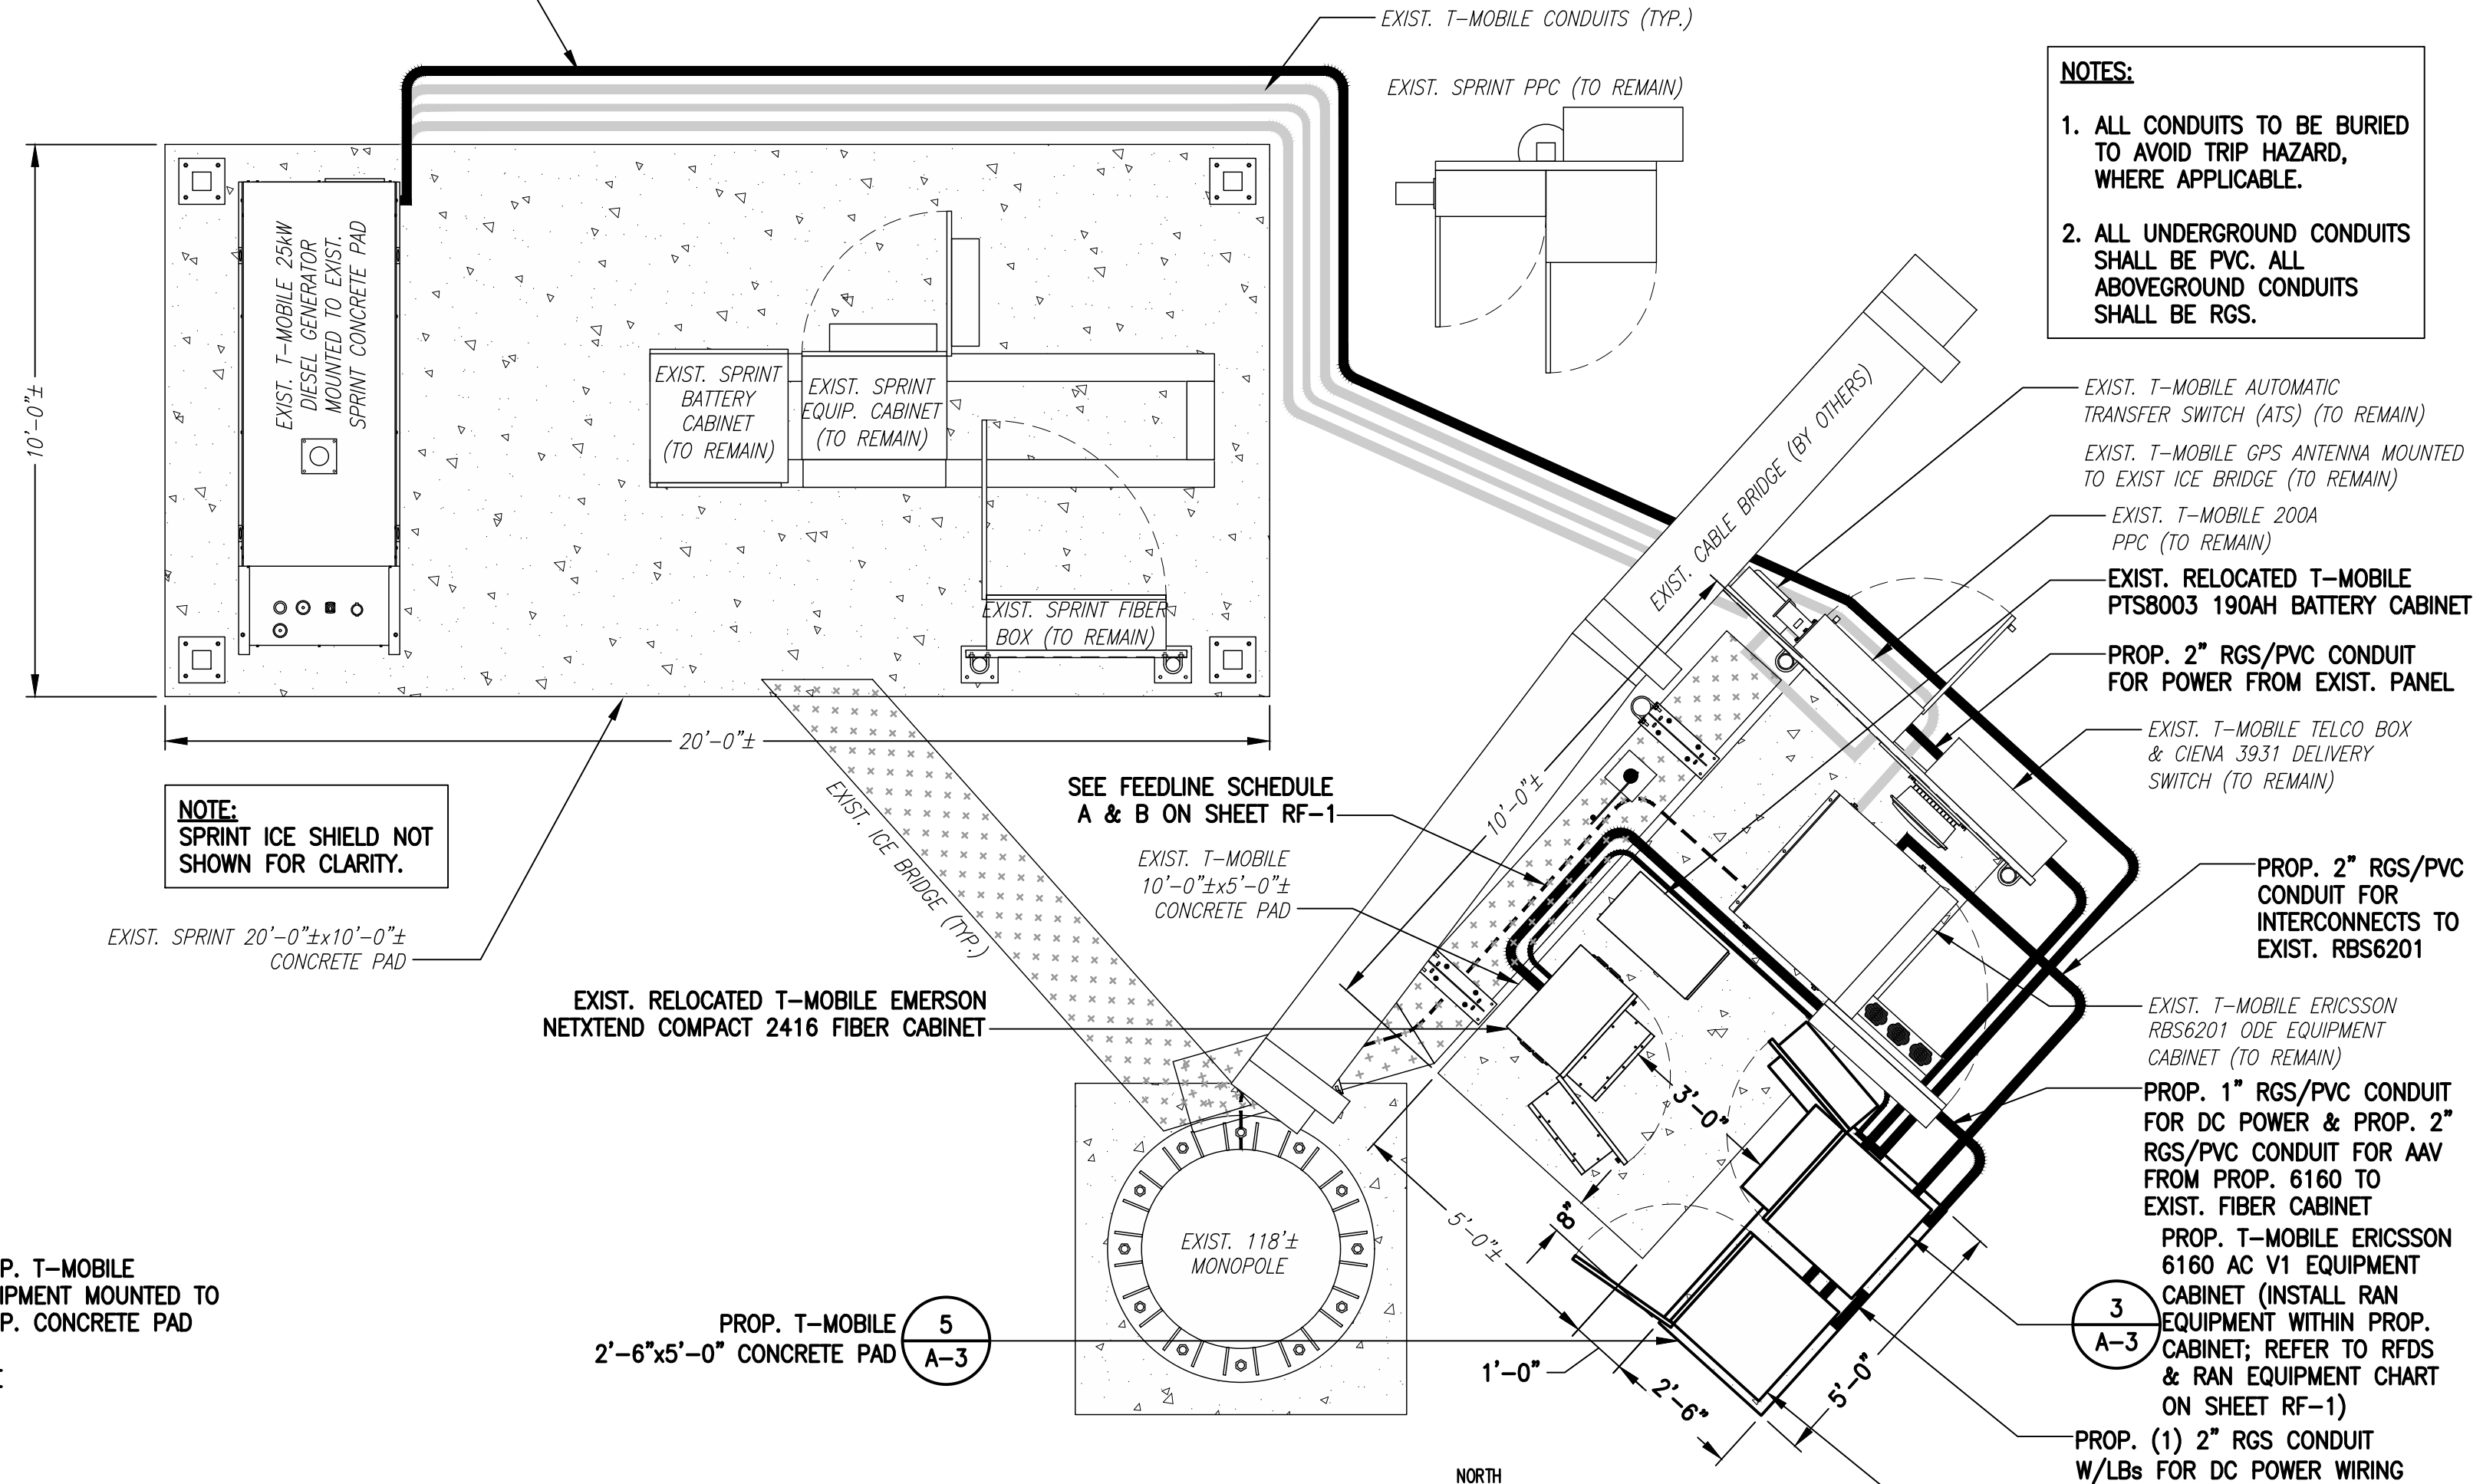 EXIST. T-MOBILE CONDUITS (TYP.)
EXIST. SPRINT PPC (TO REMAIN)
NOTES:
1. ALL CONDUITS TO BE BURIED
TO AVOID TRIP HAZARD,
WHERE APPLICABLE.
2. ALL UNDERGROUND CONDUITS
SHALL BE PVC. ALL
ABOVEGROUND CONDUITS
SHALL BE RGS.
10'-0"±
EXIST. T-MOBILE 25kW
DIESEL GENERATOR
MOUNTED TO EXIST.
SPRINT CONCRETE PAD
EXIST. SPRINT
BATTERY
CABINET
(TO REMAIN)
EXIST. SPRINT
EQUIP. CABINET
(TO REMAIN)
EXIST. SPRINT FIBER
BOX (TO REMAIN)
20'-0"±
EXIST. CABLE BRIDGE (BY OTHERS)
EXIST. T-MOBILE AUTOMATIC
TRANSFER SWITCH (ATS) (TO REMAIN)
EXIST. T-MOBILE GPS ANTENNA MOUNTED
TO EXIST ICE BRIDGE (TO REMAIN)
EXIST. T-MOBILE 200A
PPC (TO REMAIN)
EXIST. RELOCATED T-MOBILE
PTS8003 190AH BATTERY CABINET
PROP. 2" RGS/PVC CONDUIT
FOR POWER FROM EXIST. PANEL
EXIST. T-MOBILE TELCO BOX
& CIENA 3931 DELIVERY
SWITCH (TO REMAIN)
NOTE:
SPRINT ICE SHIELD NOT
SHOWN FOR CLARITY.
EXIST. SPRINT 20'-0"±x10'-0"±
CONCRETE PAD
EXIST. ICE BRIDGE (TYP.)
SEE FEEDLINE SCHEDULE
A & B ON SHEET RF-1
EXIST. T-MOBILE
10'-0"±x5'-0"±
CONCRETE PAD
10'-0"±
PROP. 2" RGS/PVC
CONDUIT FOR
INTERCONNECTS TO
EXIST. RBS6201
EXIST. RELOCATED T-MOBILE EMERSON
NETXTEND COMPACT 2416 FIBER CABINET
EXIST. T-MOBILE ERICSSON
RBS6201 ODE EQUIPMENT
CABINET (TO REMAIN)
3'-0"
PROP. 1" RGS/PVC CONDUIT
FOR DC POWER & PROP. 2"
RGS/PVC CONDUIT FOR AAV
FROM PROP. 6160 TO
EXIST. FIBER CABINET
8"
5'-0"±
EXIST. 118'±
MONOPOLE
P. T-MOBILE
IPMENT MOUNTED TO
P. CONCRETE PAD
PROP. T-MOBILE
2'-6"x5'-0" CONCRETE PAD
5
A-3
1'-0"
2'-6"
5'-0"
3
A-3
PROP. T-MOBILE ERICSSON
6160 AC V1 EQUIPMENT
CABINET (INSTALL RAN
EQUIPMENT WITHIN PROP.
CABINET; REFER TO RFDS
& RAN EQUIPMENT CHART
ON SHEET RF-1)
PROP. (1) 2" RGS CONDUIT
W/LBs FOR DC POWER WIRING
NORTH